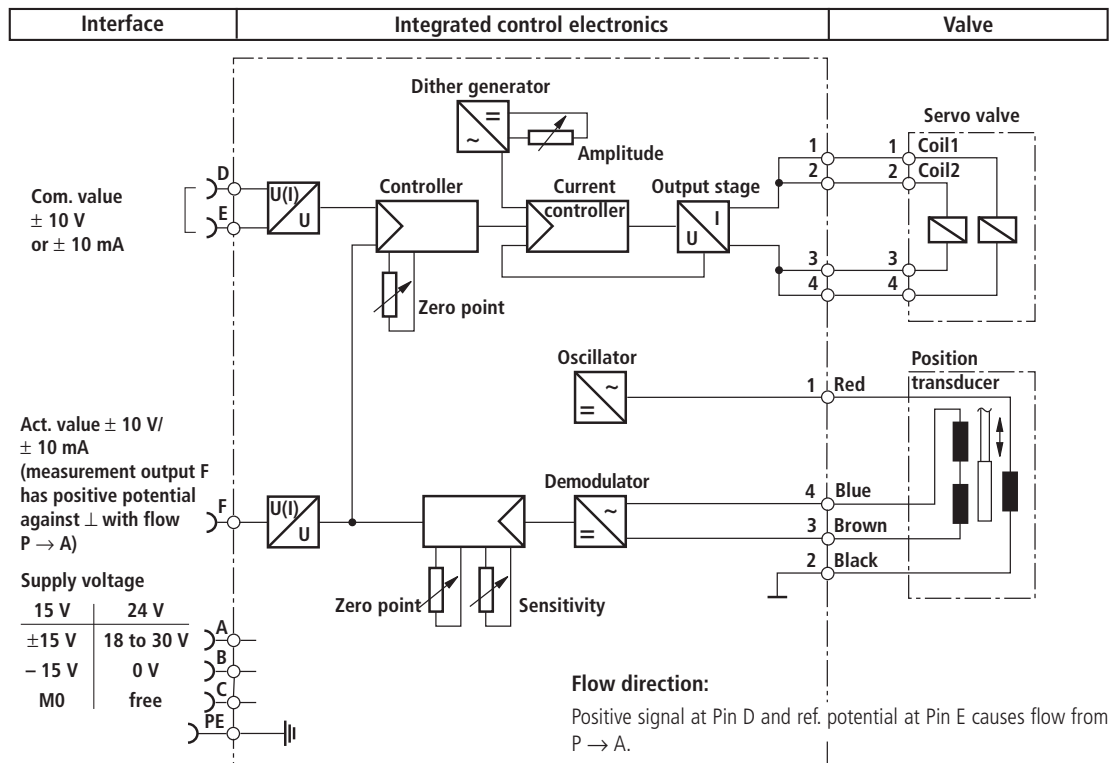 Interface
Integrated control electronics
Valve
Dither generator
=
~
Amplitude
Servo valve
D
E
Com. value
± 10 V
or ± 10 mA
U(I)
U
Controller
Current
controller
Output stage
I
U
1
2
3
4
1
2
3
4
Coil1
Coil2
Zero point
Oscillator
~
=
Position
transducer
1
Red
Act. value ± 10 V/
± 10 mA
(measurement output F
has positive potential
against ⊥ with flow
P → A)
F
U(I)
U
Demodulator
~
=
4
Blue
3
Brown
2
Black
Zero point
Sensitivity
Supply voltage
15 V 24 V
±15 V 18 to 30 V
– 15 V 0 V
M0 free
A
B
C
PE
Flow direction:
Positive signal at Pin D and ref. potential at Pin E causes flow from
P → A.